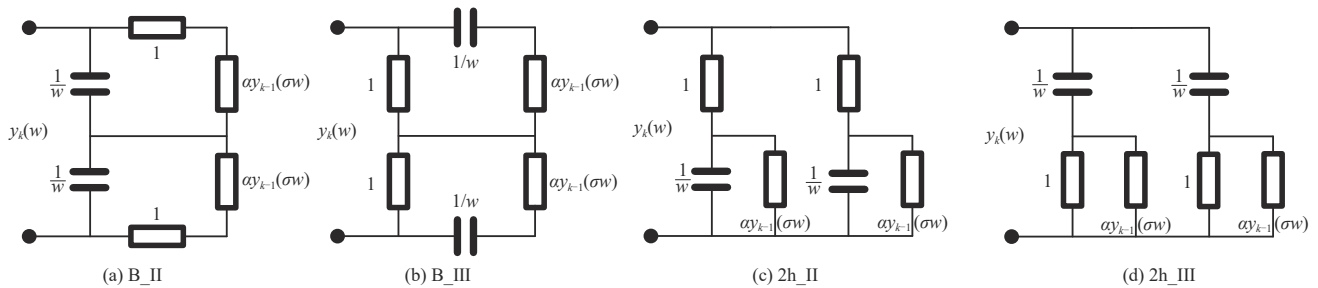 1
1/w
αy_{k−1}(σw)
y_k(w)
1/w
αy_{k−1}(σw)
1
(a) B_II
1/w
1
αy_{k−1}(σw)
y_k(w)
1
αy_{k−1}(σw)
1/w
(b) B_III
1
1
y_k(w)
1/w
1/w
αy_{k−1}(σw)
αy_{k−1}(σw)
(c) 2h_II
1/w
1/w
y_k(w)
1
1
αy_{k−1}(σw)
αy_{k−1}(σw)
(d) 2h_III